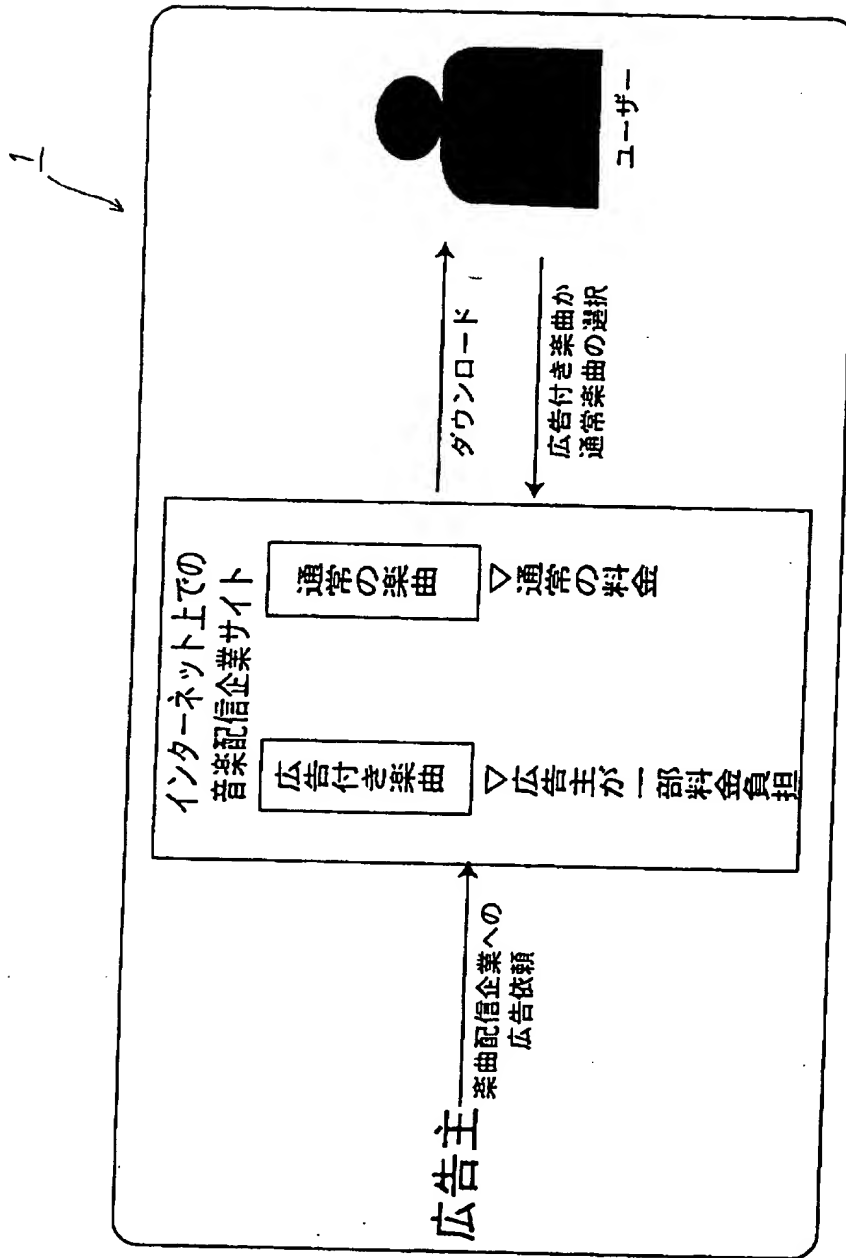 1
インターネット上での
音楽配信企業サイト
広告付き楽曲
▽広告主が一部料金負担
通常の楽曲
▽通常の料金
広告主
楽曲配信企業への
広告依頼
ダウンロード
広告付き楽曲か
通常楽曲の選択
ユーザー